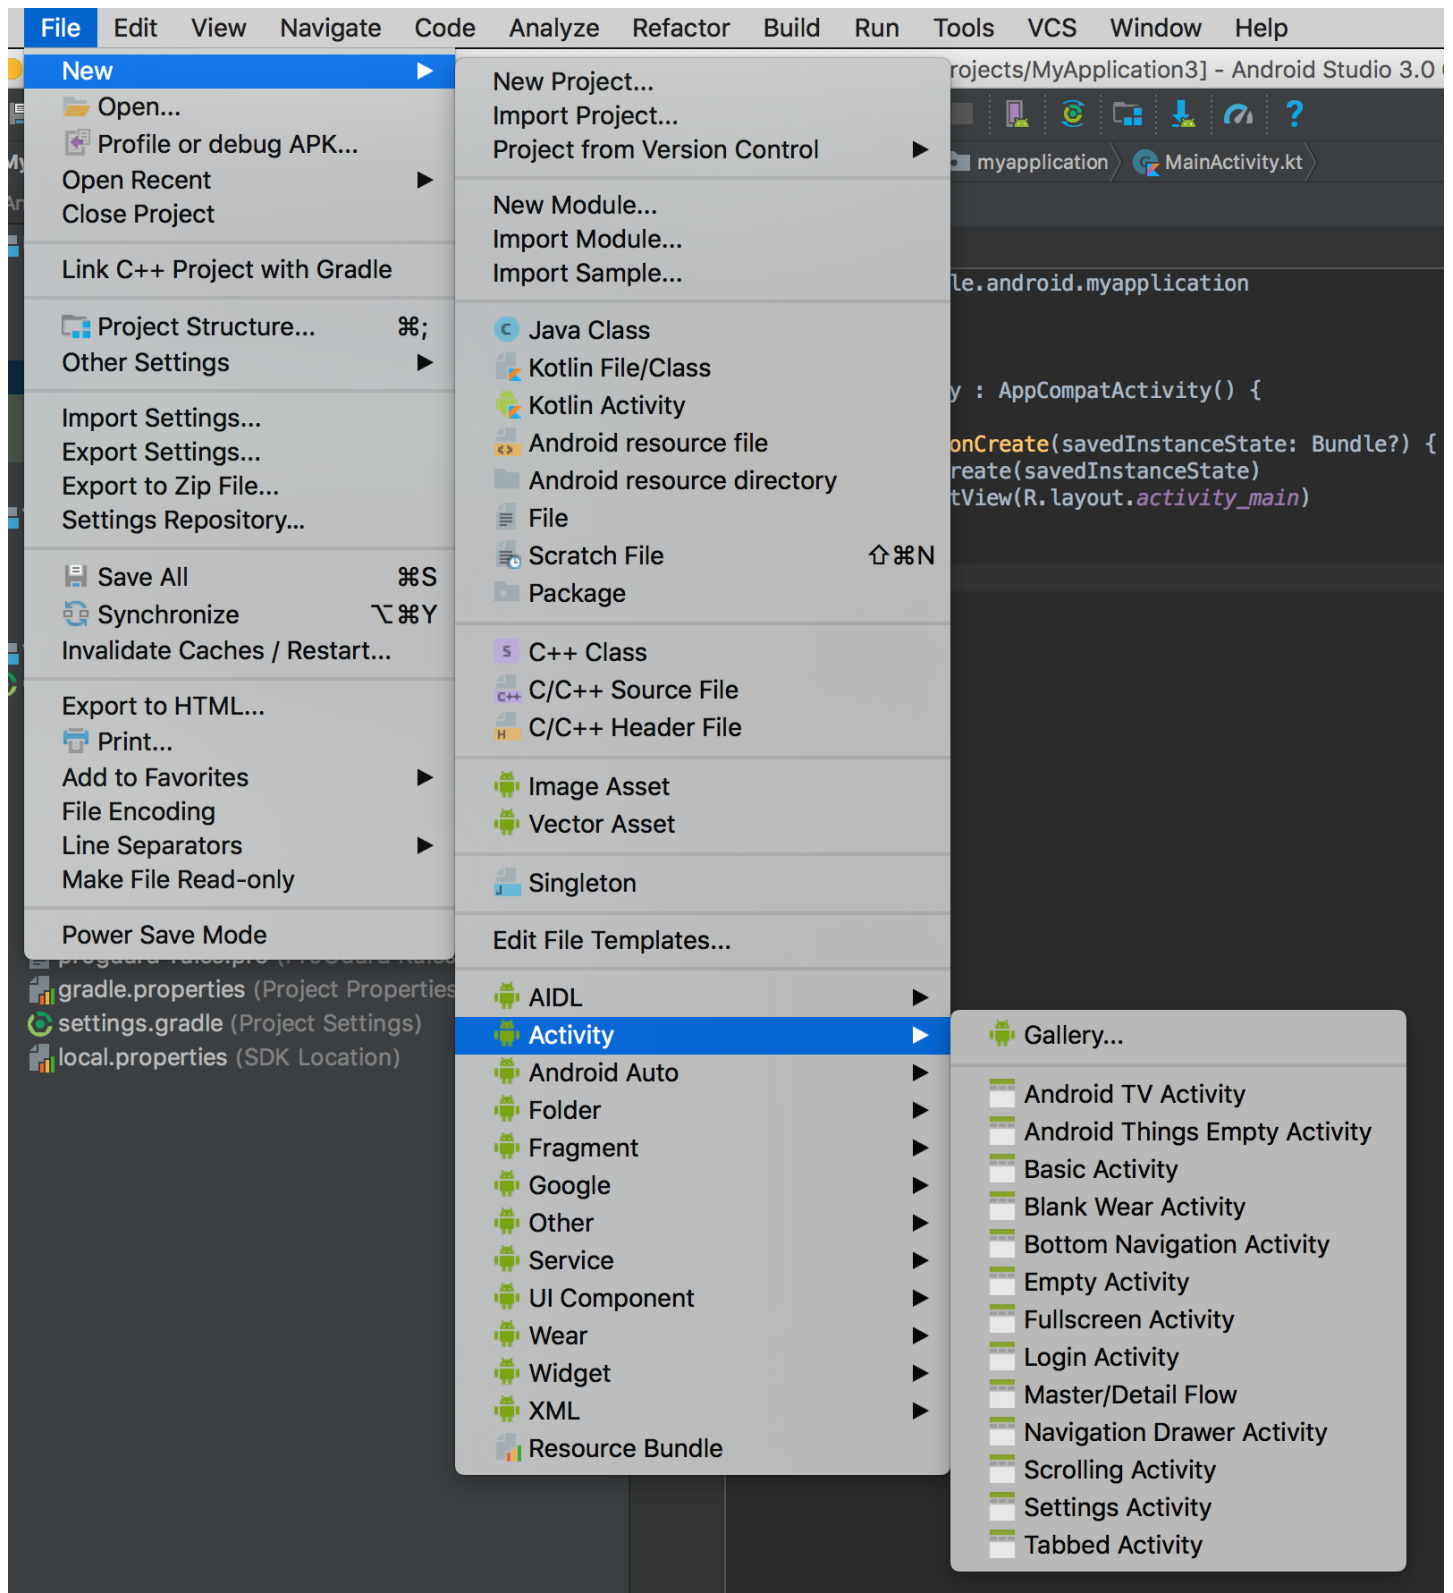 File Edit View Navigate Code Analyze Refactor Build Run Tools VCS Window Help
rojects/MyApplication3] - Android Studio 3.0
myapplication MainActivity.kt
New
Open...
Profile or debug APK...
Open Recent
Close Project
Link C++ Project with Gradle
Project Structure... ⌘;
Other Settings
Import Settings...
Export Settings...
Export to Zip File...
Settings Repository...
Save All ⌘S
Synchronize ⌥⌘Y
Invalidate Caches / Restart...
Export to HTML...
Print...
Add to Favorites
File Encoding
Line Separators
Make File Read-only
Power Save Mode
gradle.properties (Project Properties
settings.gradle (Project Settings)
local.properties (SDK Location)
New Project...
Import Project...
Project from Version Control
New Module...
Import Module...
Import Sample...
Java Class
Kotlin File/Class
Kotlin Activity
Android resource file
Android resource directory
File
Scratch File ⇧⌘N
Package
C++ Class
C/C++ Source File
C/C++ Header File
Image Asset
Vector Asset
Singleton
Edit File Templates...
AIDL
Activity
Android Auto
Folder
Fragment
Google
Other
Service
UI Component
Wear
Widget
XML
Resource Bundle
le.android.myapplication
y : AppCompatActivity() {
onCreate(savedInstanceState: Bundle?) {
reate(savedInstanceState)
tView(R.layout.activity_main)
Gallery...
Android TV Activity
Android Things Empty Activity
Basic Activity
Blank Wear Activity
Bottom Navigation Activity
Empty Activity
Fullscreen Activity
Login Activity
Master/Detail Flow
Navigation Drawer Activity
Scrolling Activity
Settings Activity
Tabbed Activity